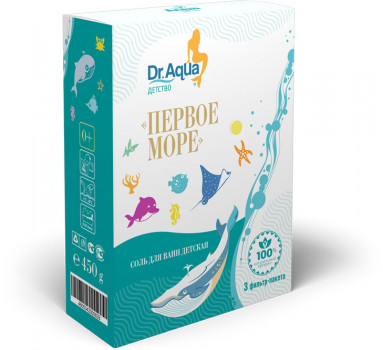 Dr.Aqua
ДЕТСТВО
«ПЕРВОЕ
МОРЕ»
СОЛЬ ДЛЯ ВАНН ДЕТСКАЯ
100%
3 фильтр-пакета
0+
℮ 450 g